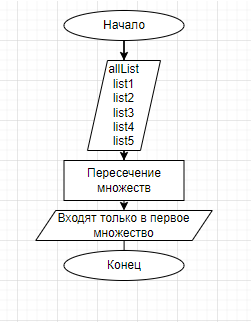 Начало
allList
list1
list2
list3
list4
list5
Пересечение
множеств
Входят только в первое
множество
Конец